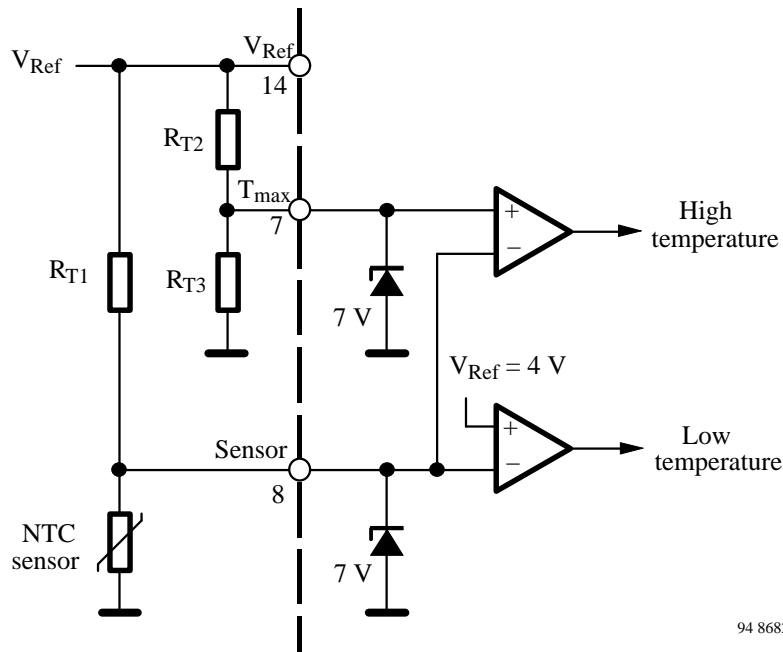 V_Ref
V_Ref
14
R_T2
T_max
7
R_T1
R_T3
7 V
+
−
High
temperature
V_Ref = 4 V
+
−
Low
temperature
Sensor
8
NTC
sensor
7 V